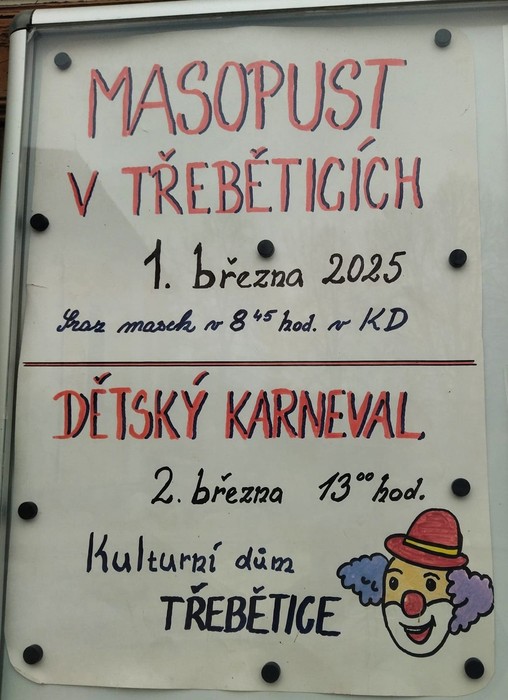 MASOPUST
V TŘEBĚTICÍCH
1. března 2025
Sraz masek v 8⁴⁵ hod. v KD
DĚTSKÝ KARNEVAL
2. března 13⁰⁰ hod.
Kulturní dům
TŘEBĚTICE